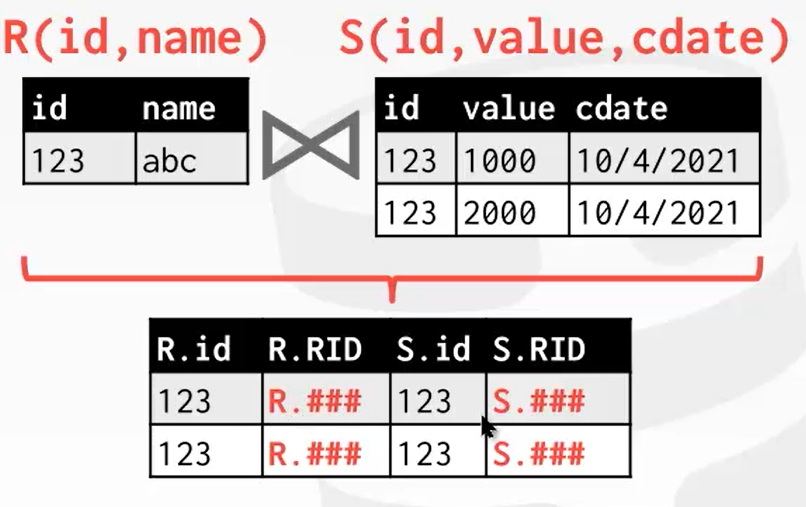 R(id,name) S(id,value,cdate)
id name
123 abc
id value cdate
123 1000 10/4/2021
123 2000 10/4/2021
R.id R.RID S.id S.RID
123 R.### 123 S.###
123 R.### 123 S.###